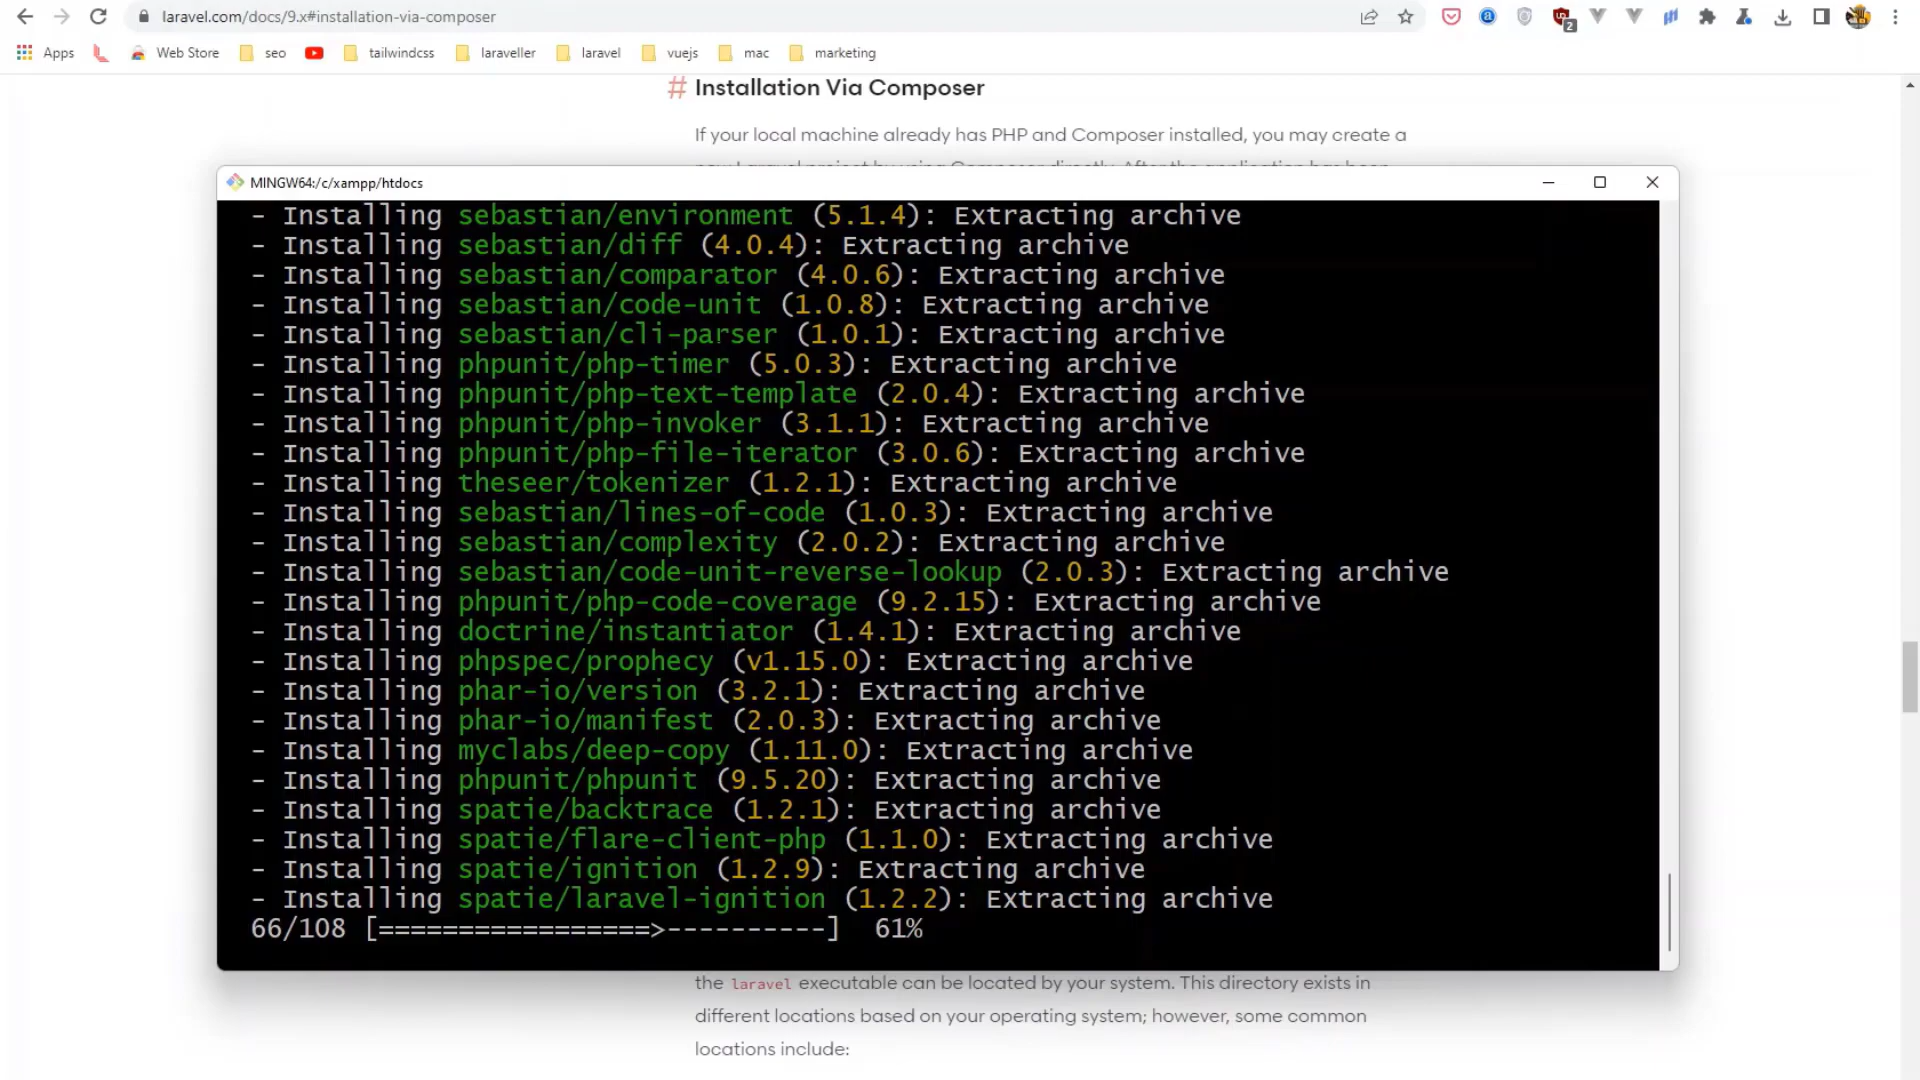 laravel.com/docs/9.x#installation-via-composer
2
Apps
Web Store
seo
tailwindcss
laraveller
laravel
vuejs
mac
marketing
# Installation Via Composer
If your local machine already has PHP and Composer installed, you may create a
new Laravel project by using Composer directly. After the application has been
MINGW64:/c/xampp/htdocs
- Installing sebastian/environment (5.1.4): Extracting archive
- Installing sebastian/diff (4.0.4): Extracting archive
- Installing sebastian/comparator (4.0.6): Extracting archive
- Installing sebastian/code-unit (1.0.8): Extracting archive
- Installing sebastian/cli-parser (1.0.1): Extracting archive
- Installing phpunit/php-timer (5.0.3): Extracting archive
- Installing phpunit/php-text-template (2.0.4): Extracting archive
- Installing phpunit/php-invoker (3.1.1): Extracting archive
- Installing phpunit/php-file-iterator (3.0.6): Extracting archive
- Installing theseer/tokenizer (1.2.1): Extracting archive
- Installing sebastian/lines-of-code (1.0.3): Extracting archive
- Installing sebastian/complexity (2.0.2): Extracting archive
- Installing sebastian/code-unit-reverse-lookup (2.0.3): Extracting archive
- Installing phpunit/php-code-coverage (9.2.15): Extracting archive
- Installing doctrine/instantiator (1.4.1): Extracting archive
- Installing phpspec/prophecy (v1.15.0): Extracting archive
- Installing phar-io/version (3.2.1): Extracting archive
- Installing phar-io/manifest (2.0.3): Extracting archive
- Installing myclabs/deep-copy (1.11.0): Extracting archive
- Installing phpunit/phpunit (9.5.20): Extracting archive
- Installing spatie/backtrace (1.2.1): Extracting archive
- Installing spatie/flare-client-php (1.1.0): Extracting archive
- Installing spatie/ignition (1.2.9): Extracting archive
- Installing spatie/laravel-ignition (1.2.2): Extracting archive
66/108 [=================>----------] 61%
the laravel executable can be located by your system. This directory exists in
different locations based on your operating system; however, some common
locations include: